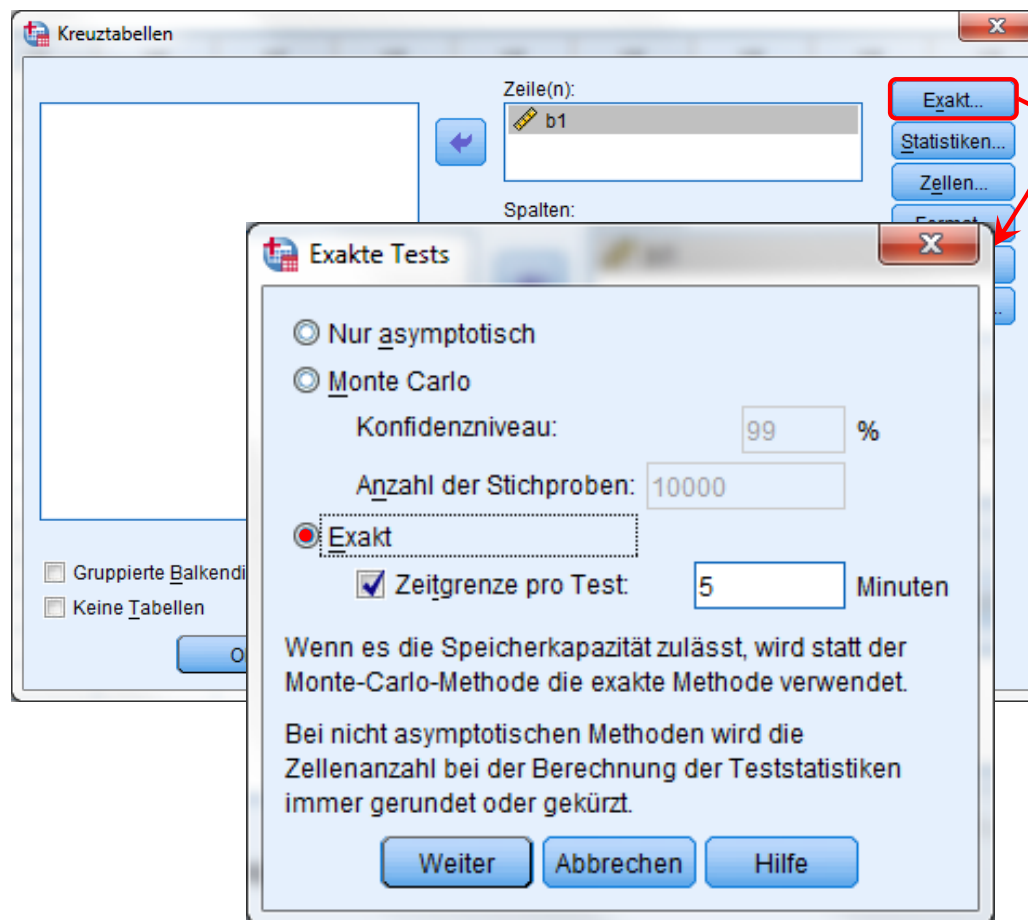 Kreuztabellen
Zeile(n):
b1
Exakt...
Statistiken...
Zellen...
Spalten:
Exakte Tests
Nur asymptotisch
Monte Carlo
Konfidenzniveau: 99 %
Anzahl der Stichproben: 10000
Exakt
Zeitgrenze pro Test: 5 Minuten
Wenn es die Speicherkapazität zulässt, wird statt der
Monte-Carlo-Methode die exakte Methode verwendet.
Bei nicht asymptotischen Methoden wird die
Zellenanzahl bei der Berechnung der Teststatistiken
immer gerundet oder gekürzt.
Weiter Abbrechen Hilfe
Gruppierte Balkendi
Keine Tabellen
O